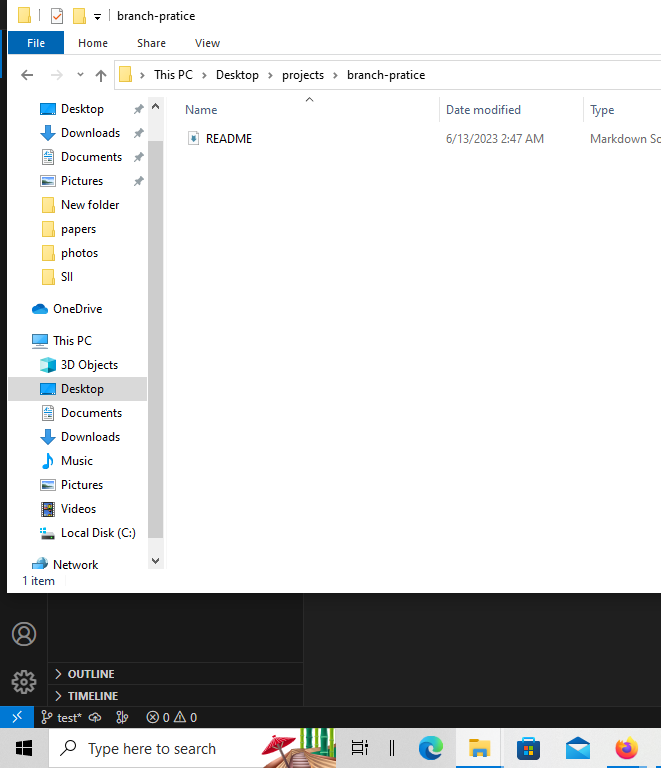 branch-pratice
File Home Share View
This PC Desktop projects branch-pratice
Name Date modified Type
Desktop
README 6/13/2023 2:47 AM Markdown So
Downloads
Documents
Pictures
New folder
papers
photos
SII
OneDrive
This PC
3D Objects
Desktop
Documents
Downloads
Music
Pictures
Videos
Local Disk (C:)
Network
1 item
OUTLINE
TIMELINE
test* 0 0
Type here to search